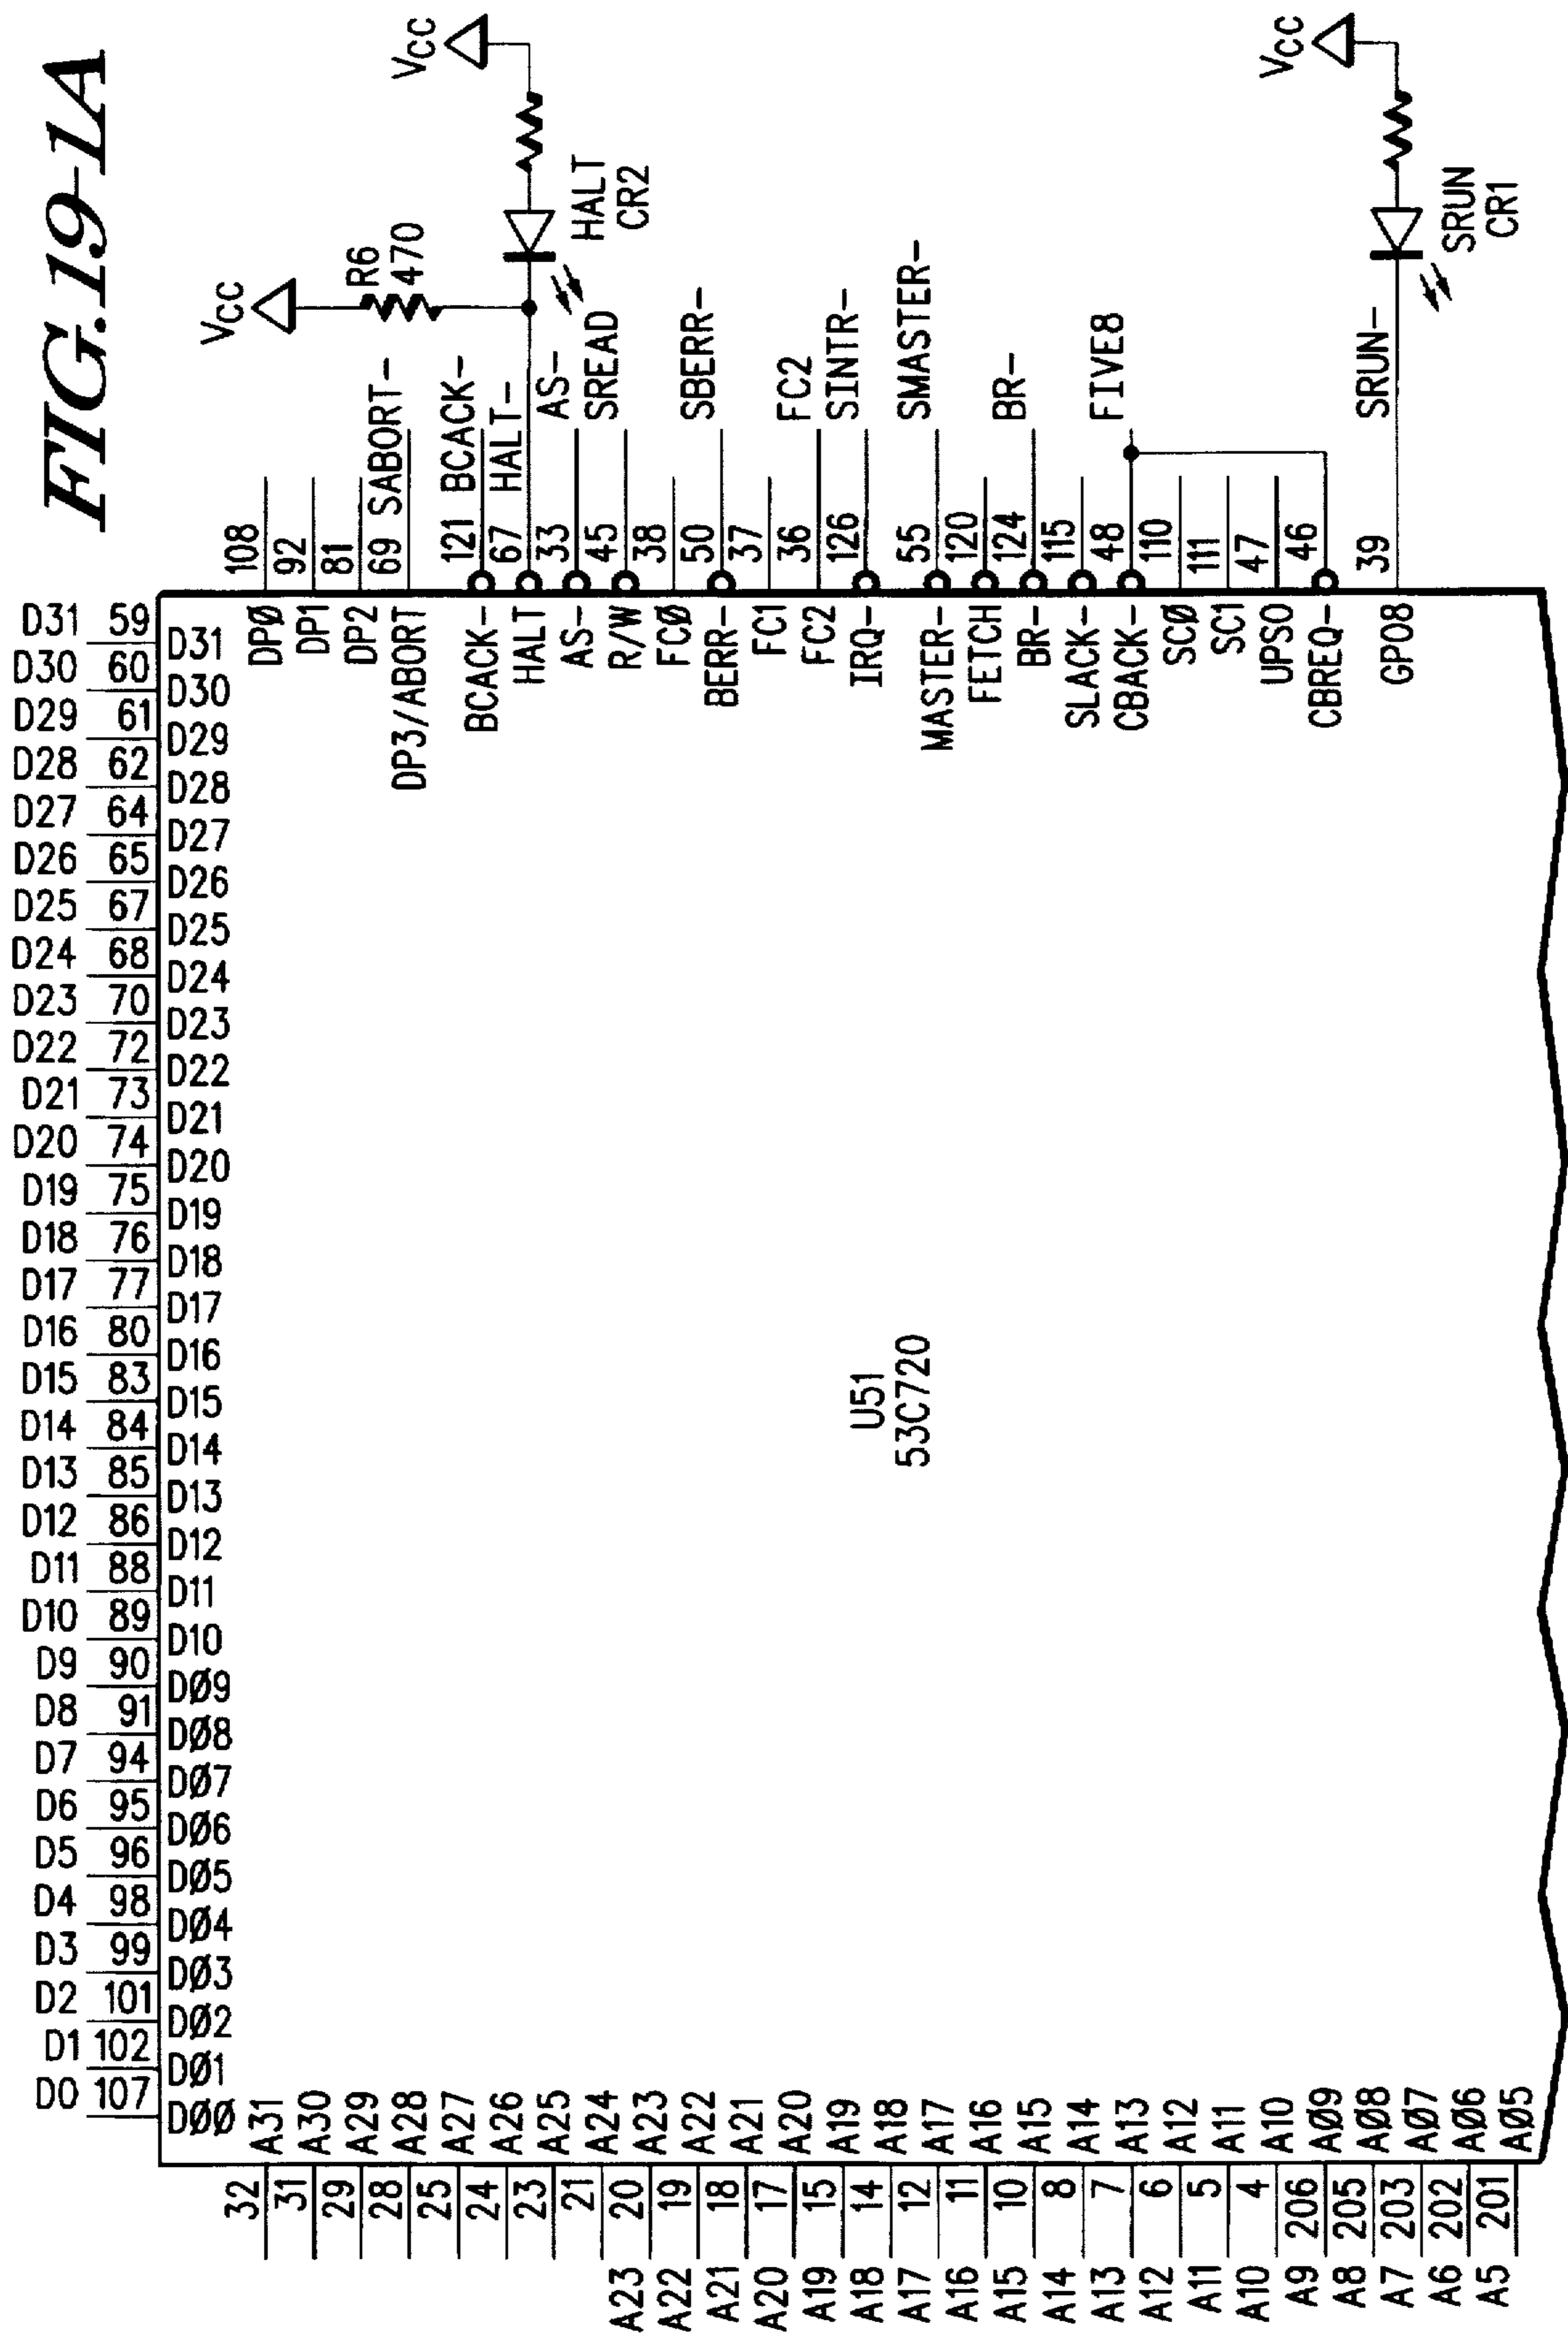 FIG.19-1A
VCC
R6
470
VCC
HALT
CR2
VCC
SRUN
CR1
108
92
81
69 SABORT-
121 BCACK-
67 HALT-
33 AS-
45 SREAD
38
50 SBERR-
37
36 FC2
126 SINTR-
55 SMASTER-
120
124 BR-
115
48 FIVE8
110
111
47
46
39 SRUN-
DPØ
DP1
DP2
DP3/ABORT
BCACK-
HALT
AS-
R/W
FCØ
BERR-
FC1
FC2
IRQ-
MASTER-
FETCH
BR-
SLACK-
CBACK-
SCØ
SC1
UPSO
CBREQ-
GPO8
D31 59 D31
D30 60 D30
D29 61 D29
D28 62 D28
D27 64 D27
D26 65 D26
D25 67 D25
D24 68 D24
D23 70 D23
D22 72 D22
D21 73 D21
D20 74 D20
D19 75 D19
D18 76 D18
D17 77 D17
D16 80 D16
D15 83 D15
D14 84 D14
D13 85 D13
D12 86 D12
D11 88 D11
D10 89 D10
D9 90 DØ9
D8 91 DØ8
D7 94 DØ7
D6 95 DØ6
D5 96 DØ5
D4 98 DØ4
D3 99 DØ3
D2 101 DØ2
D1 102 DØ1
D0 107 DØØ
U51
53C720
32 A31
31 A30
29 A29
28 A28
25 A27
24 A26
23 A25
21 A24
A23 20 A23
A22 19 A22
A21 18 A21
A20 17 A20
A19 15 A19
A18 14 A18
A17 12 A17
A16 11 A16
A15 10 A15
A14 8 A14
A13 7 A13
A12 6 A12
A11 5 A11
A10 4 A10
A9 206 AØ9
A8 205 AØ8
A7 203 AØ7
A6 202 AØ6
A5 201 AØ5